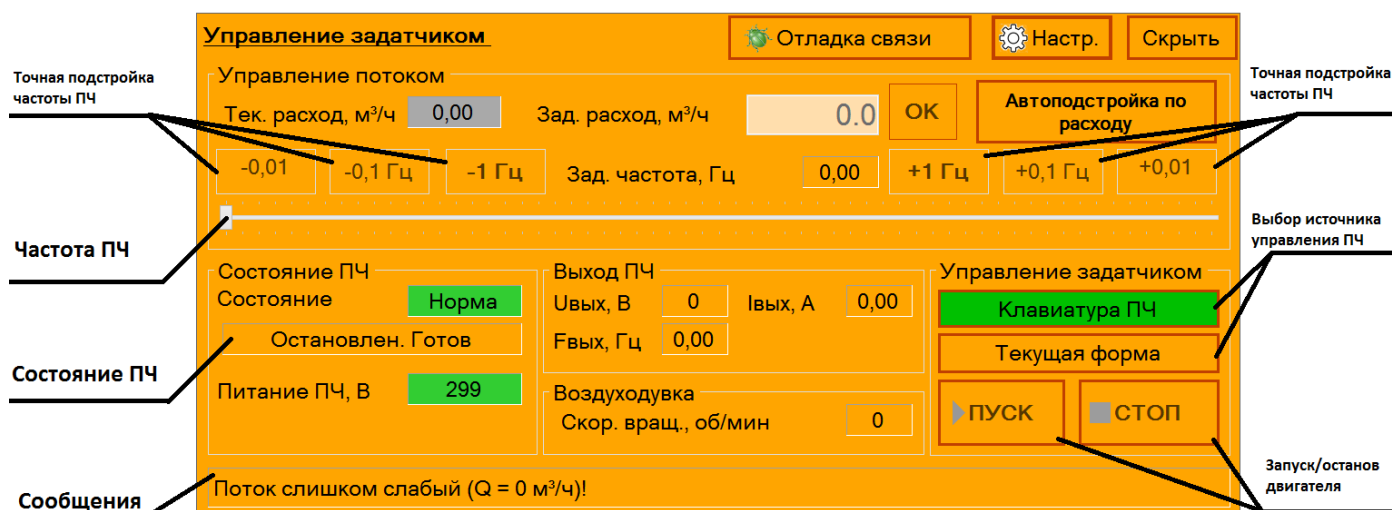 Управление задатчиком
Отладка связи
Настр.
Скрыть
Точная подстройка
частоты ПЧ
Управление потоком
Тек. расход, м³/ч
0,00
Зад. расход, м³/ч
0.0
OK
Автоподстройка по
расходу
Точная подстройка
частоты ПЧ
-0,01
-0,1 Гц
-1 Гц
Зад. частота, Гц
0,00
+1 Гц
+0,1 Гц
+0,01
Частота ПЧ
Выбор источника
управления ПЧ
Состояние ПЧ
Состояние
Норма
Остановлен. Готов
Питание ПЧ, В
299
Состояние ПЧ
Выход ПЧ
Uвых, В
0
Iвых, А
0,00
Fвых, Гц
0,00
Воздуходувка
Скор. вращ., об/мин
0
Управление задатчиком
Клавиатура ПЧ
Текущая форма
ПУСК
СТОП
Запуск/останов
двигателя
Сообщения
Поток слишком слабый (Q = 0 м³/ч)!